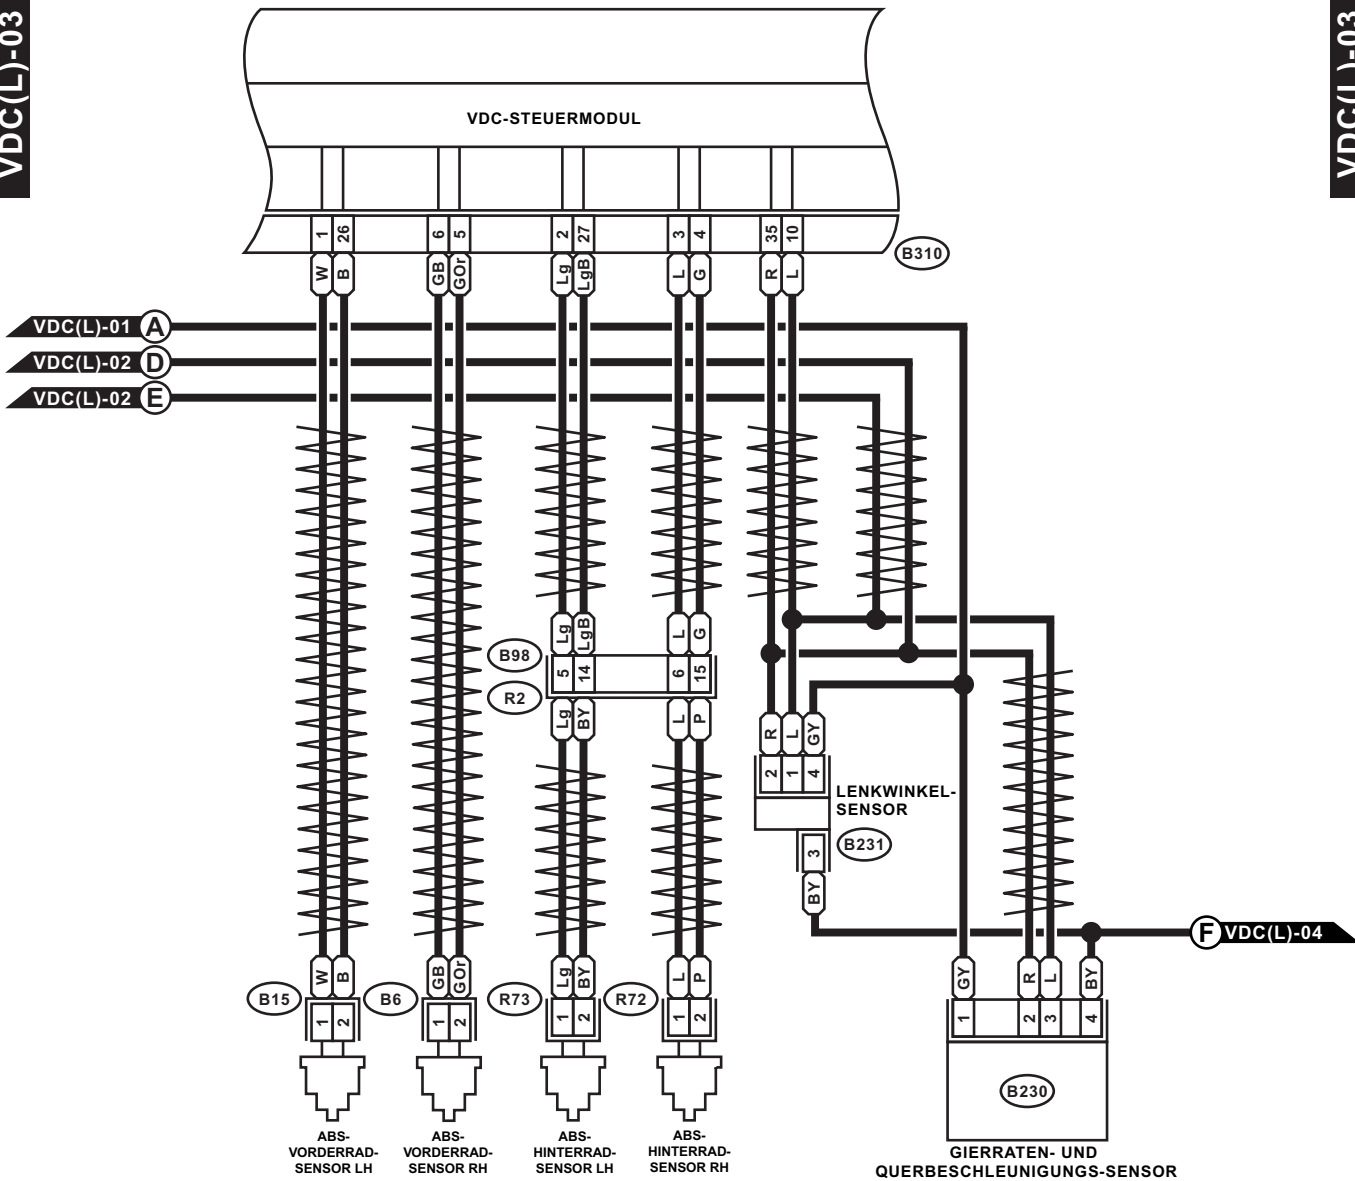 VDC(L)-03
VDC(L)-03
VDC-STEUERMODUL
1 26 6 5 2 27 3 4 35 10
B310
W B GB GOr Lg LgB L G R L
VDC(L)-01 A
VDC(L)-02 D
VDC(L)-02 E
Lg LgB L G
B98
5 14 6 15
R2
Lg BY L P
R L GY
2 1 4
LENKWINKEL-
SENSOR
3
B231
BY
F VDC(L)-04
W B GB GOr Lg BY L P GY R L BY
B15 B6 R73 R72
1 2 1 2 1 2 1 2 1 2 3 4
B230
ABS-
VORDERRAD-
SENSOR LH
ABS-
VORDERRAD-
SENSOR RH
ABS-
HINTERRAD-
SENSOR LH
ABS-
HINTERRAD-
SENSOR RH
GIERRATEN- UND
QUERBESCHLEUNIGUNGS-SENSOR